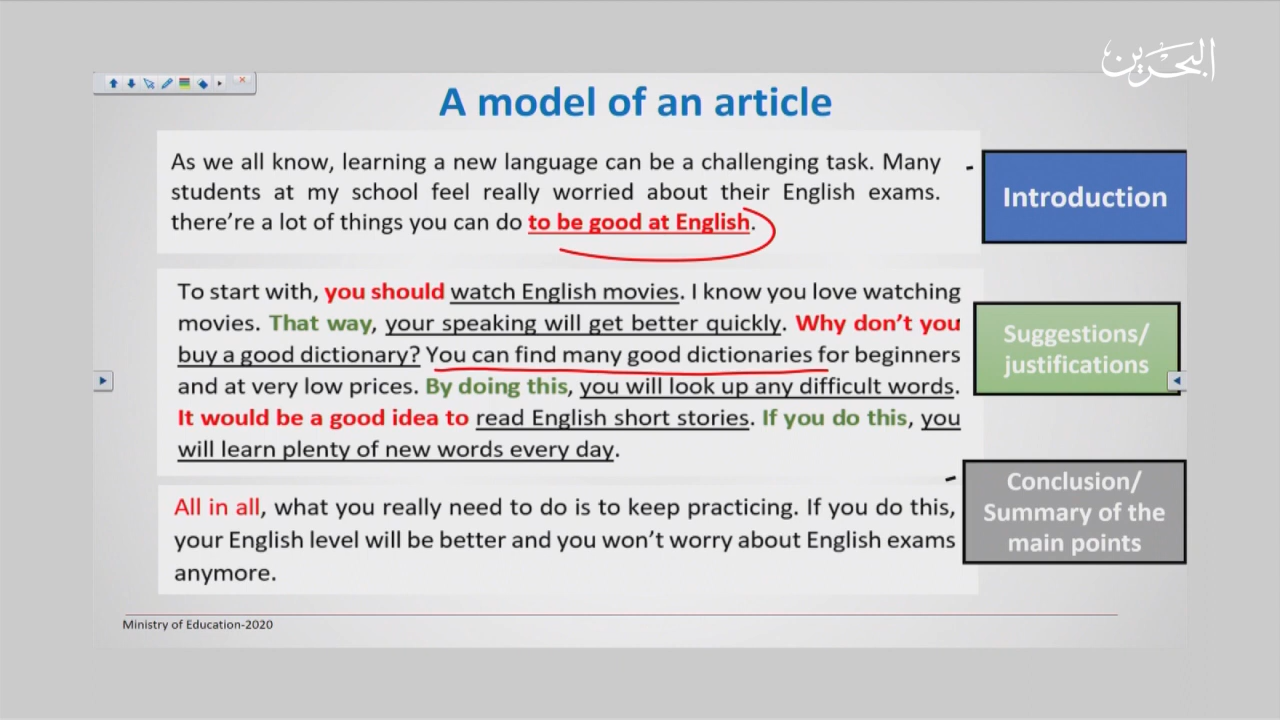 البحرين
A model of an article
As we all know, learning a new language can be a challenging task. Many
students at my school feel really worried about their English exams.
there’re a lot of things you can do to be good at English.
Introduction
To start with, you should watch English movies. I know you love watching
movies. That way, your speaking will get better quickly. Why don’t you
buy a good dictionary? You can find many good dictionaries for beginners
and at very low prices. By doing this, you will look up any difficult words.
It would be a good idea to read English short stories. If you do this, you
will learn plenty of new words every day.
Suggestions/
justifications
All in all, what you really need to do is to keep practicing. If you do this,
your English level will be better and you won’t worry about English exams
anymore.
Conclusion/
Summary of the
main points
Ministry of Education-2020